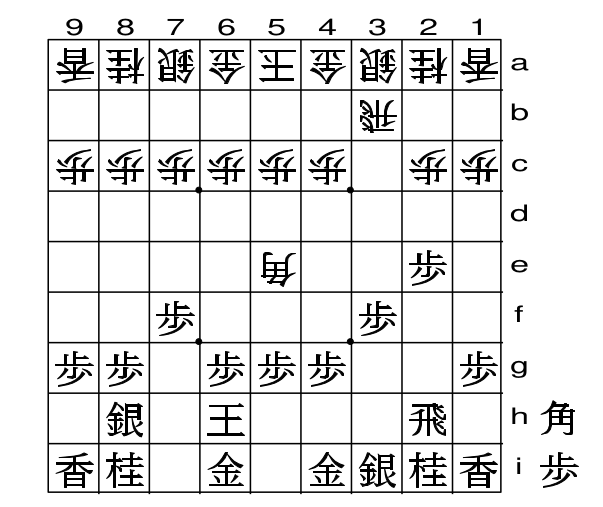 9 8 7 6 5 4 3 2 1
香 桂 銀 金 王 金 銀 桂 香 a
飛 b
歩 歩 歩 歩 歩 歩 歩 歩 c
d
角 歩 e
歩 歩 f
歩 歩 歩 歩 歩 歩 g
銀 王 飛 h 角
香 桂 金 金 銀 桂 香 i 歩